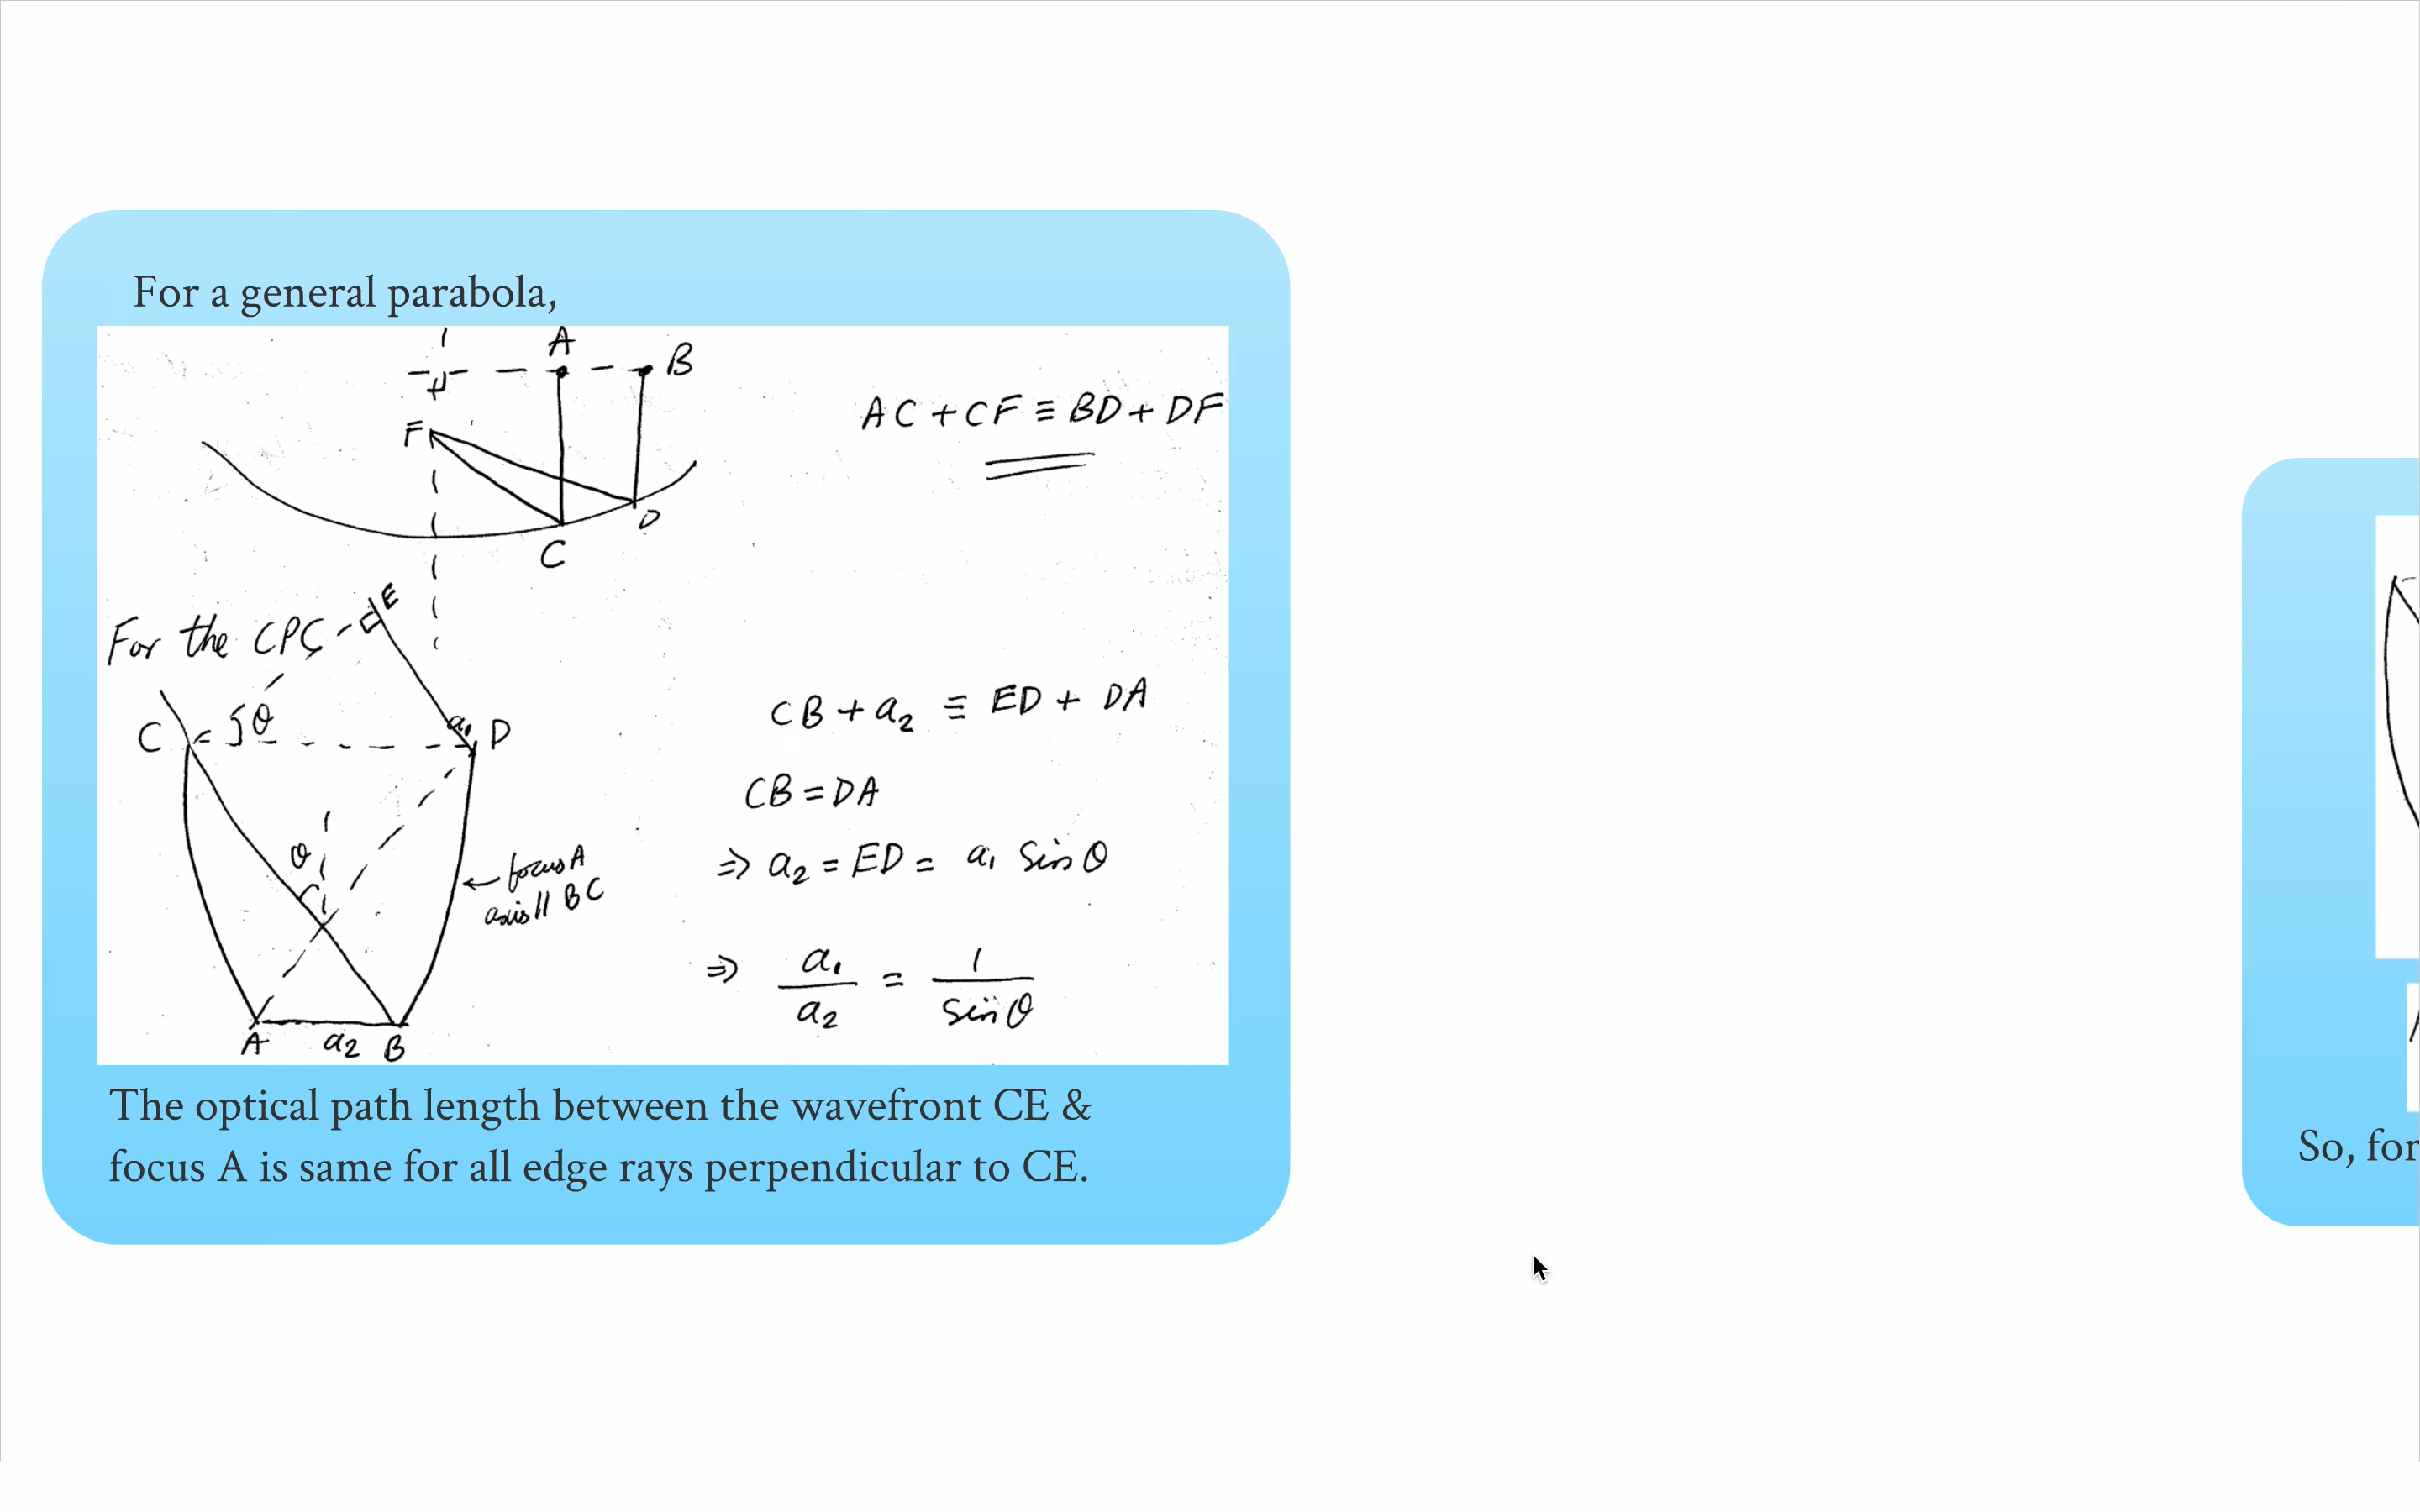 For a general parabola,
A
B
F
AC + CF ≡ BD + DF
D
C
E
For the CPC
θ
C
a₁
D
CB + a₂ ≡ ED + DA
CB = DA
θ
← focus A
axis || BC
⇒ a₂ = ED = a₁ sin θ
⇒ a₁/a₂ = 1/sin θ
A a₂ B
The optical path length between the wavefront CE &
focus A is same for all edge rays perpendicular to CE.
So, for